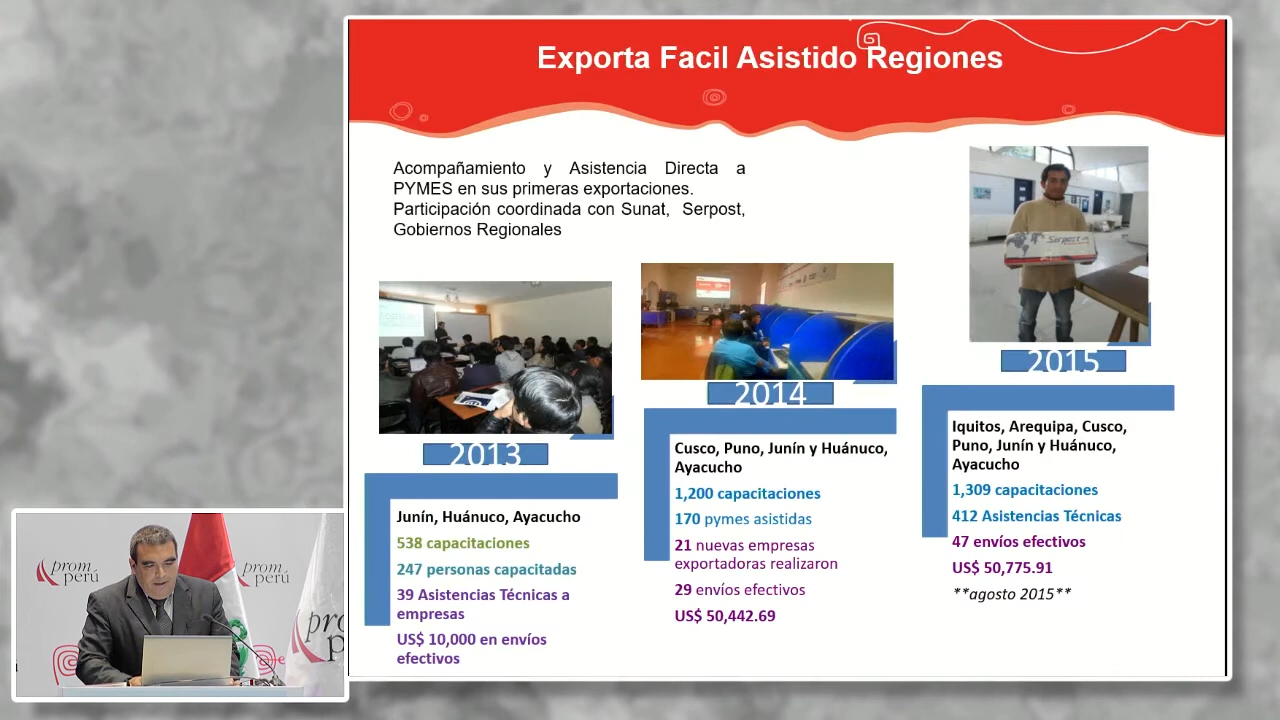 Exporta Facil Asistido Regiones
Acompañamiento y Asistencia Directa a
PYMES en sus primeras exportaciones.
Participación coordinada con Sunat, Serpost,
Gobiernos Regionales
Serpost
2013
Junín, Huánuco, Ayacucho
538 capacitaciones
247 personas capacitadas
39 Asistencias Técnicas a
empresas
US$ 10,000 en envíos
efectivos
2014
Cusco, Puno, Junín y Huánuco,
Ayacucho
1,200 capacitaciones
170 pymes asistidas
21 nuevas empresas
exportadoras realizaron
29 envíos efectivos
US$ 50,442.69
2015
Iquitos, Arequipa, Cusco,
Puno, Junín y Huánuco,
Ayacucho
1,309 capacitaciones
412 Asistencias Técnicas
47 envíos efectivos
US$ 50,775.91
**agosto 2015**
prom
perú
prom
perú